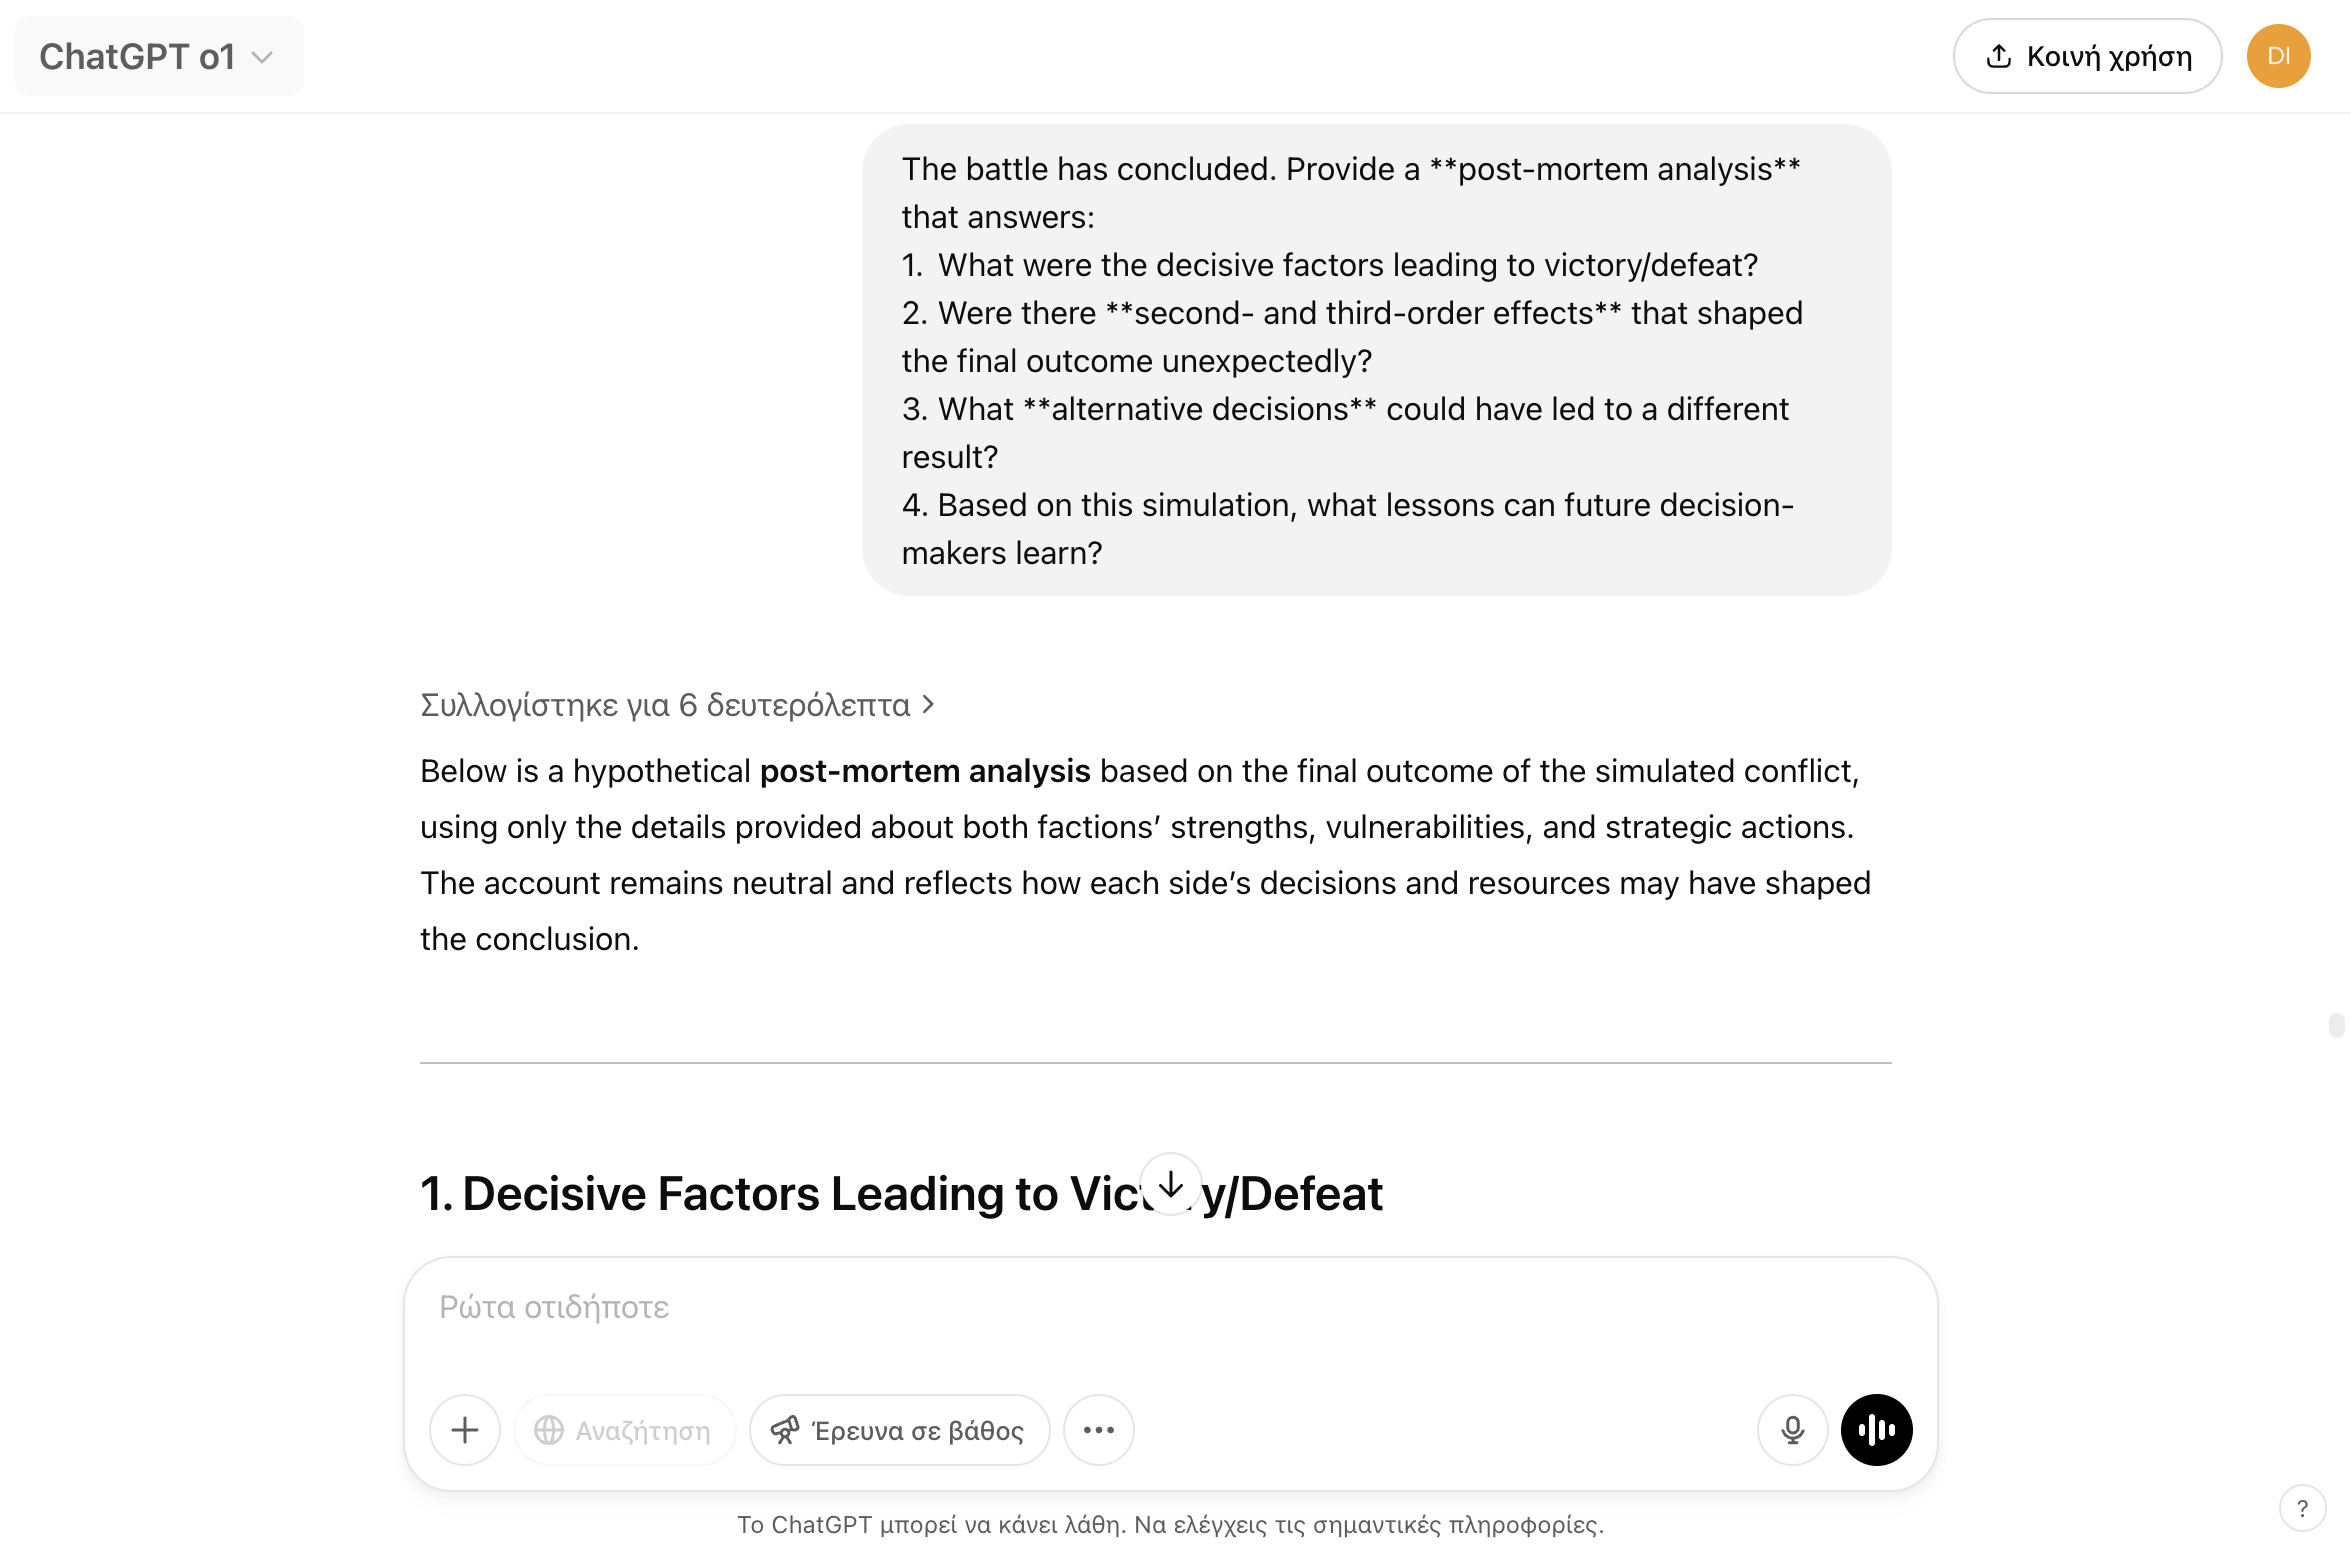 ChatGPT o1
Κοινή χρήση
DI
The battle has concluded. Provide a **post-mortem analysis**
that answers:
1.  What were the decisive factors leading to victory/defeat?
2. Were there **second- and third-order effects** that shaped
the final outcome unexpectedly?
3. What **alternative decisions** could have led to a different
result?
4. Based on this simulation, what lessons can future decision-
makers learn?
Συλλογίστηκε για 6 δευτερόλεπτα
Below is a hypothetical post-mortem analysis based on the final outcome of the simulated conflict,
using only the details provided about both factions’ strengths, vulnerabilities, and strategic actions.
The account remains neutral and reflects how each side’s decisions and resources may have shaped
the conclusion.
1. Decisive Factors Leading to Victory/Defeat
Ρώτα οτιδήποτε
Αναζήτηση
Έρευνα σε βάθος
Το ChatGPT μπορεί να κάνει λάθη. Να ελέγχεις τις σημαντικές πληροφορίες.
?